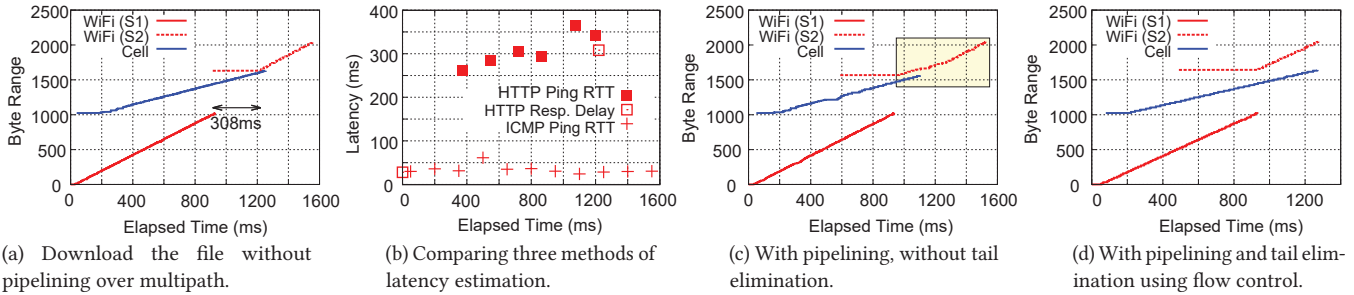 WiFi (S1)
WiFi (S2)
Cell
2500
2000
1500
1000
500
0
308ms
0
400
800
1200
1600
Byte Range
Elapsed Time (ms)
(a) Download the file without
pipelining over multipath.
400
300
200
100
0
HTTP Ping RTT
HTTP Resp. Delay
ICMP Ping RTT
0
400
800
1200
1600
Latency (ms)
Elapsed Time (ms)
(b) Comparing three methods of
latency estimation.
WiFi (S1)
WiFi (S2)
Cell
2500
2000
1500
1000
500
0
0
400
800
1200
1600
Byte Range
Elapsed Time (ms)
(c) With pipelining, without tail
elimination.
WiFi (S1)
WiFi (S2)
Cell
2500
2000
1500
1000
500
0
0
400
800
1200
Byte Range
Elapsed Time (ms)
(d) With pipelining and tail elim-
ination using flow control.